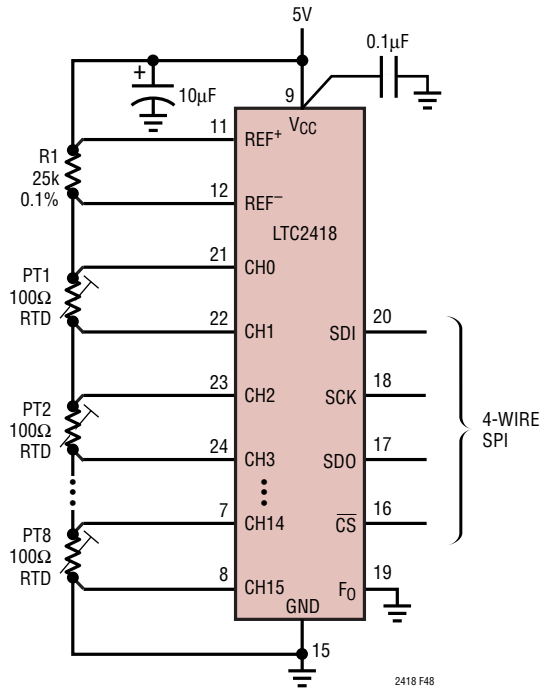 5V
0.1µF
+
10µF
9
VCC
11
REF+
R1
25k
0.1%
12
REF–
LTC2418
21
CH0
PT1
100Ω
RTD
22
CH1
20
SDI
23
CH2
18
SCK
PT2
100Ω
RTD
4-WIRE
SPI
24
CH3
17
SDO
7
CH14
16
CS
PT8
100Ω
RTD
8
CH15
19
FO
GND
15
2418 F48